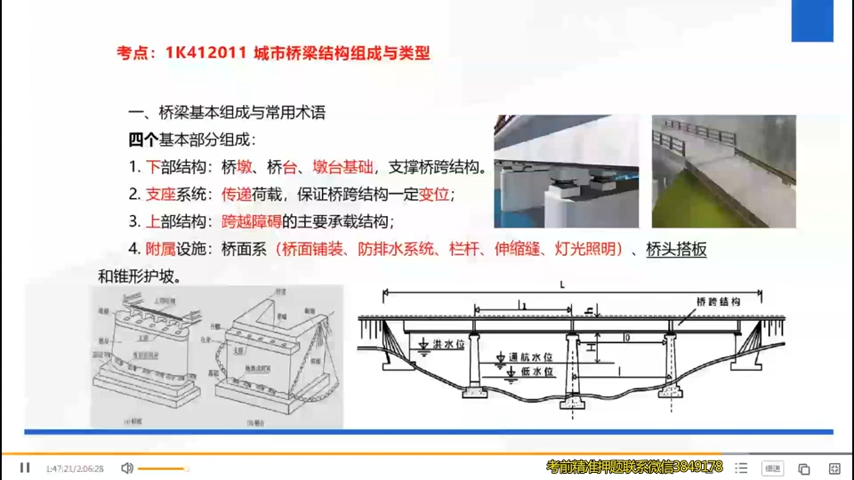 考点：1K412011 城市桥梁结构组成与类型
一、桥梁基本组成与常用术语
四个基本部分组成：
1. 下部结构：桥墩、桥台、墩台基础，支撑桥跨结构。
2. 支座系统：传递荷载，保证桥跨结构一定变位；
3. 上部结构：跨越障碍的主要承载结构；
4. 附属设施：桥面系（桥面铺装、防排水系统、栏杆、伸缩缝、灯光照明）、桥头搭板
和锥形护坡。
L
l1
h
桥跨结构
l0
H
洪水位
通航水位
低水位
l
1:47:21/2:06:28
考前精准押题联系微信3849178
倍速